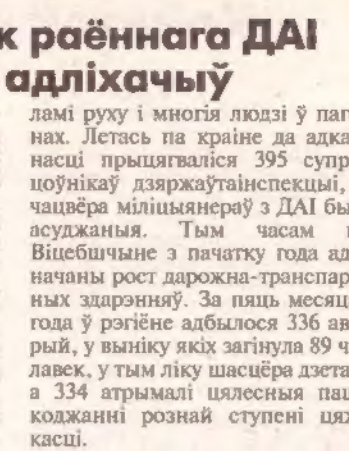 к раённага ДАІ
адліхачыў
ламі руху і многія людзі ў паг
нах. Летась па краіне да адка
насці прыцягваліся 395 супр
цоўнікаў дзяржаўтаінспекцыі,
чацвёра міліцыянераў з ДАІ бы
асуджаныя. Тым часам
Віцебшчыне з пачатку года ад
начаны рост дарожна-транспар
ных здарэнняў. За пяць месяц
года ў рэгіёне адбылося 336 ав
рый, у выніку якіх загінула 89 ч
лавек, у тым ліку шасцёра дзета
а 334 атрымалі цялесныя паш
коджанні рознай ступені цяж
касці.